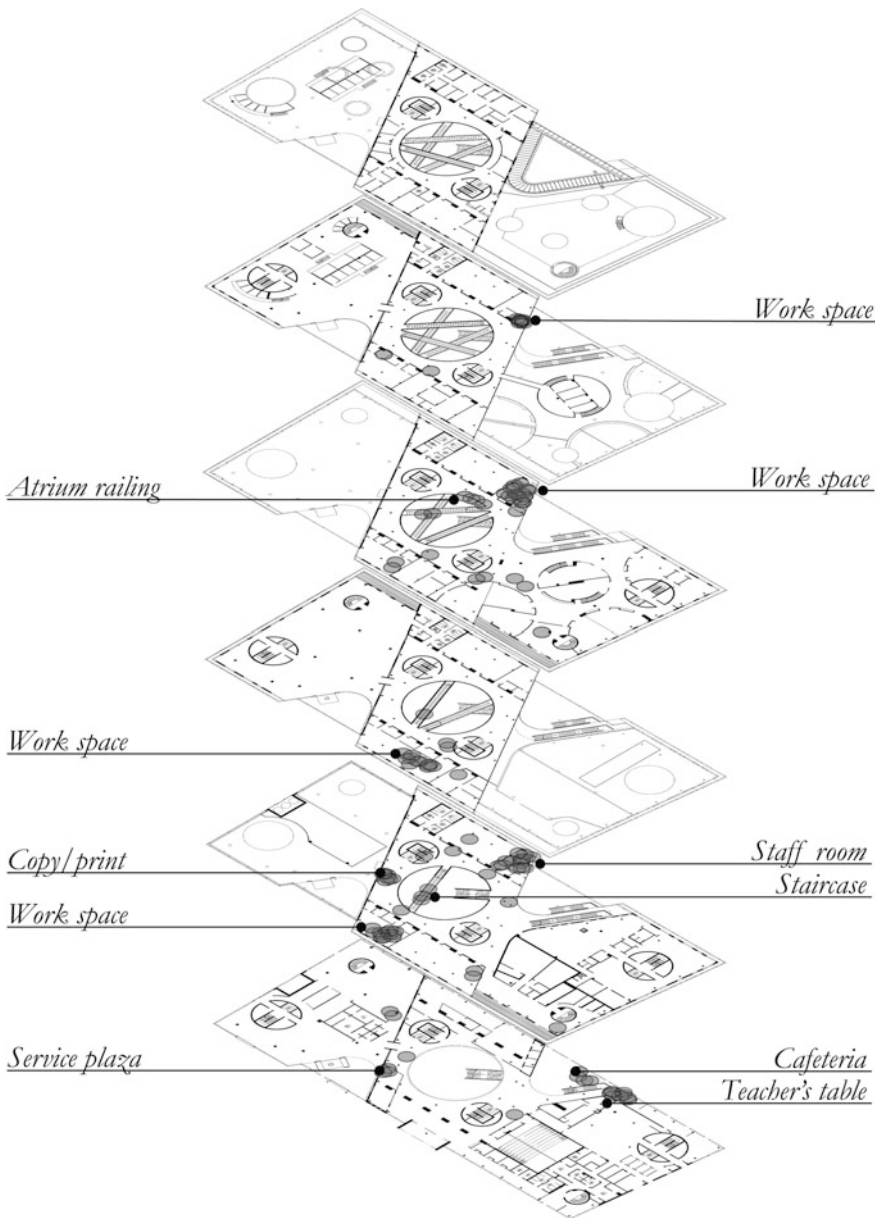 Work space
Atrium railing
Work space
Work space
Copy/print
Staff room
Staircase
Work space
Service plaza
Cafeteria
Teacher's table